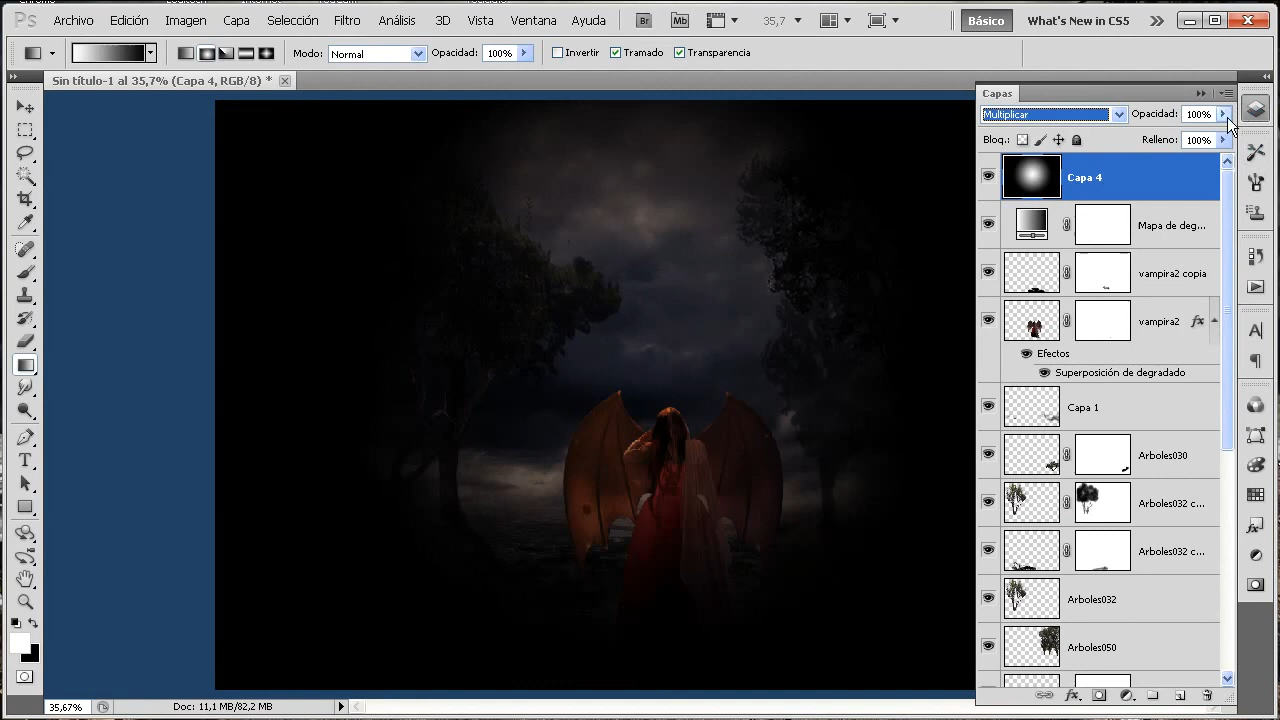 Ps Archivo Edición Imagen Capa Selección Filtro Análisis 3D Vista Ventana Ayuda Br Mb 35,7 Básico What's New in CS5
Modo: Normal Opacidad: 100% Invertir Tramado Transparencia
Sin título-1 al 35,7% (Capa 4, RGB/8) *
Capas
Multiplicar Opacidad: 100%
Bloq.: Relleno: 100%
Capa 4
Mapa de deg...
vampira2 copia
vampira2 fx
Efectos
Superposición de degradado
Capa 1
Arboles030
Arboles032 c...
Arboles032 c...
Arboles032
Arboles050
35,67% Doc: 11,1 MB/82,2 MB